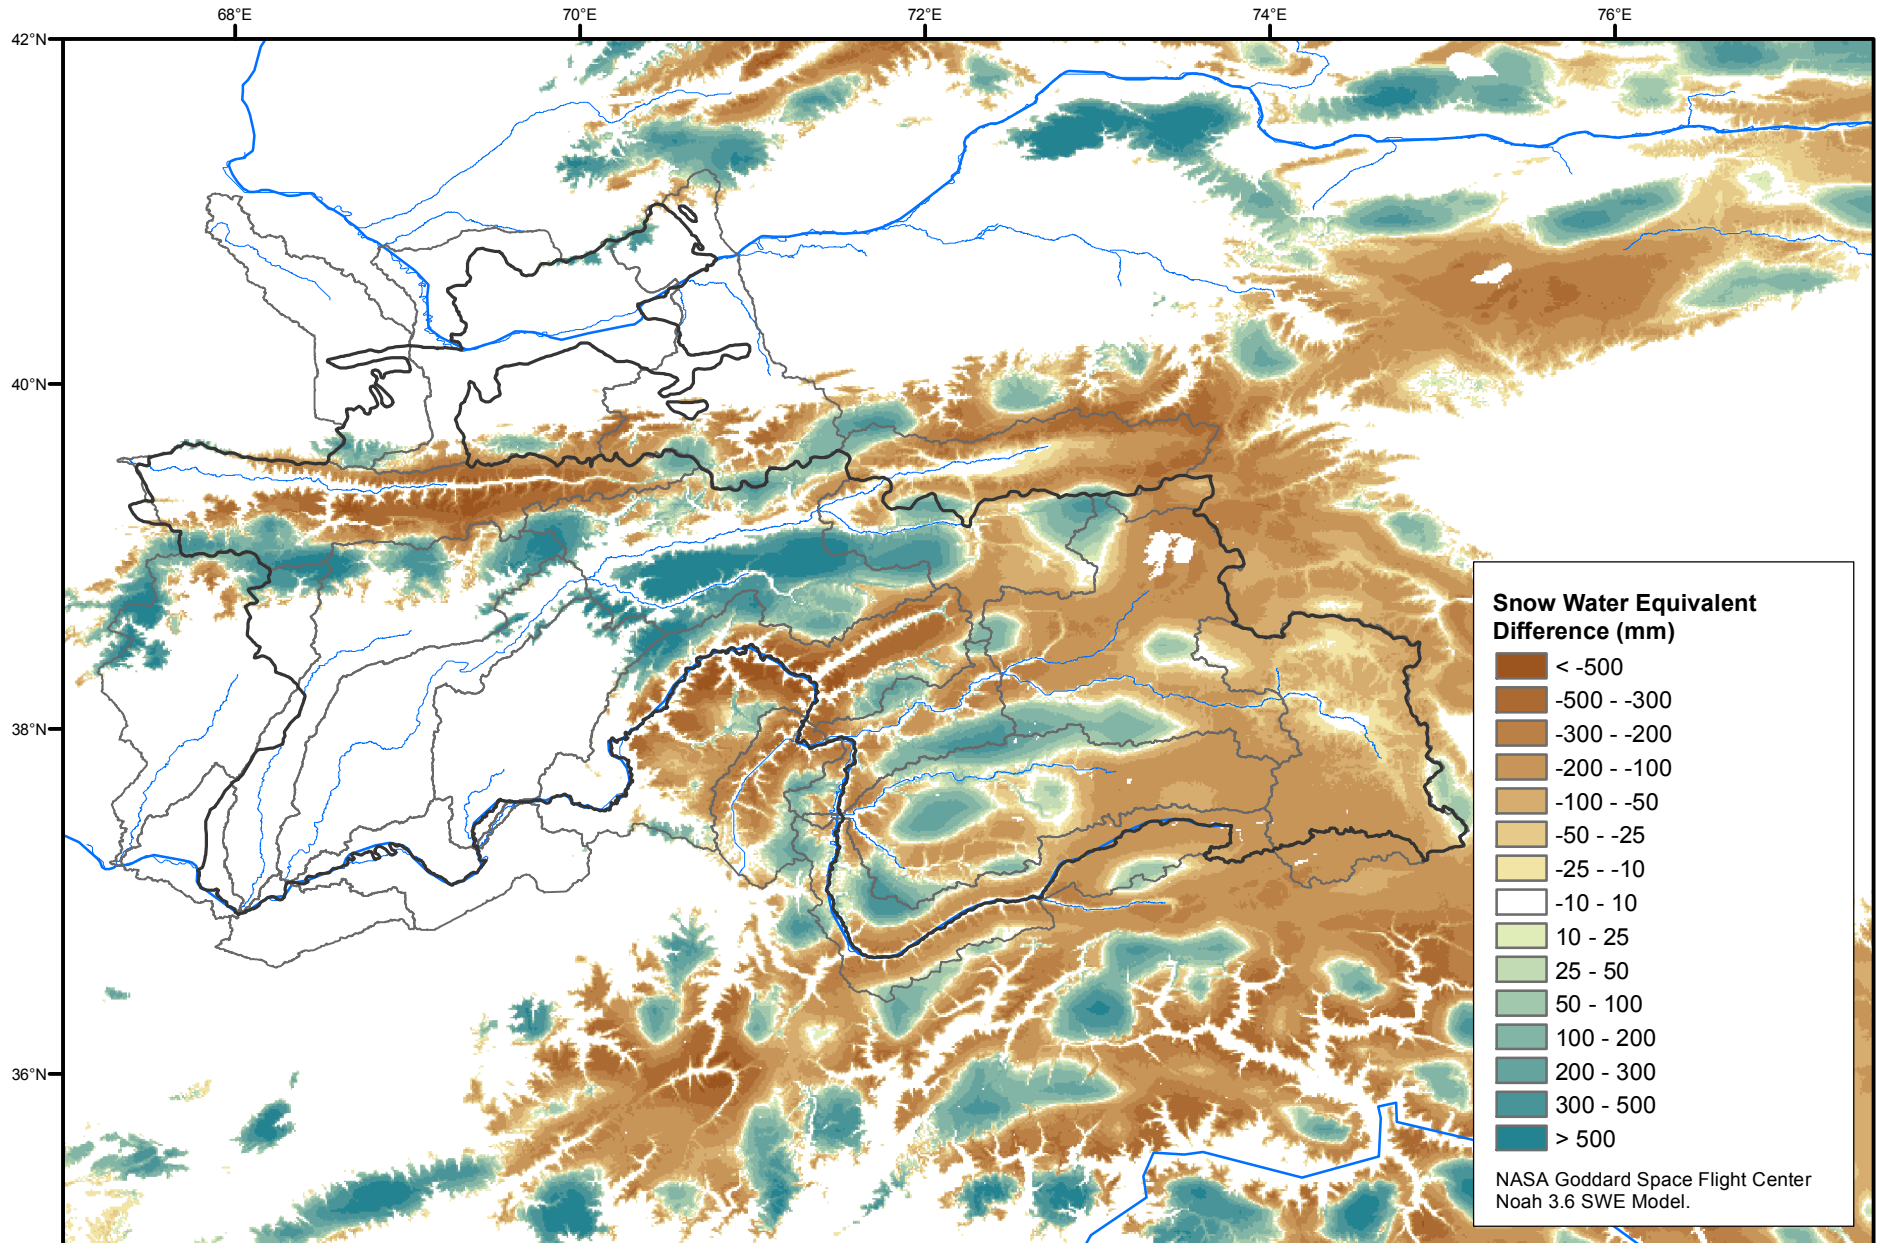 68°E 70°E 72°E 74°E 76°E
42°N
40°N
38°N
36°N
Snow Water Equivalent
Difference (mm)
< -500
-500 - -300
-300 - -200
-200 - -100
-100 - -50
-50 - -25
-25 - -10
-10 - 10
10 - 25
25 - 50
50 - 100
100 - 200
200 - 300
300 - 500
> 500
NASA Goddard Space Flight Center
Noah 3.6 SWE Model.